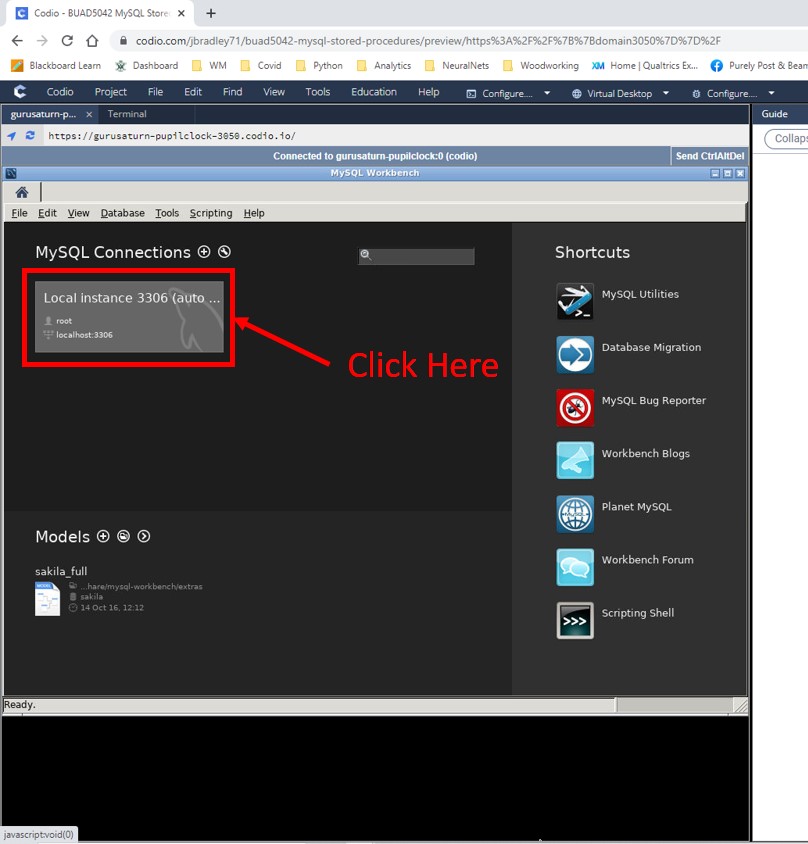 Codio - BUAD5042 MySQL Store
codio.com/jbradley71/buad5042-mysql-stored-procedures/preview/https%3A%2F%2F%7B%7Bdomain3050%7D%7D%2F
Blackboard Learn Dashboard WM Covid Python Analytics NeuralNets Woodworking XM Home | Qualtrics Ex... Purely Post & Beam
Codio Project File Edit Find View Tools Education Help Configure.... Virtual Desktop Configure....
gurusaturn-p... Terminal Guide
https://gurusaturn-pupilclock-3050.codio.io/ Collaps
Connected to gurusaturn-pupilclock:0 (codio) Send CtrlAltDel
MySQL Workbench
File Edit View Database Tools Scripting Help
MySQL Connections
Local instance 3306 (auto ...
root
localhost:3306
Click Here
Shortcuts
MySQL Utilities
Database Migration
MySQL Bug Reporter
Workbench Blogs
Planet MySQL
Workbench Forum
Scripting Shell
Models
sakila_full
MODEL
...hare/mysql-workbench/extras
sakila
14 Oct 16, 12:12
Ready.
javascript:void(0)